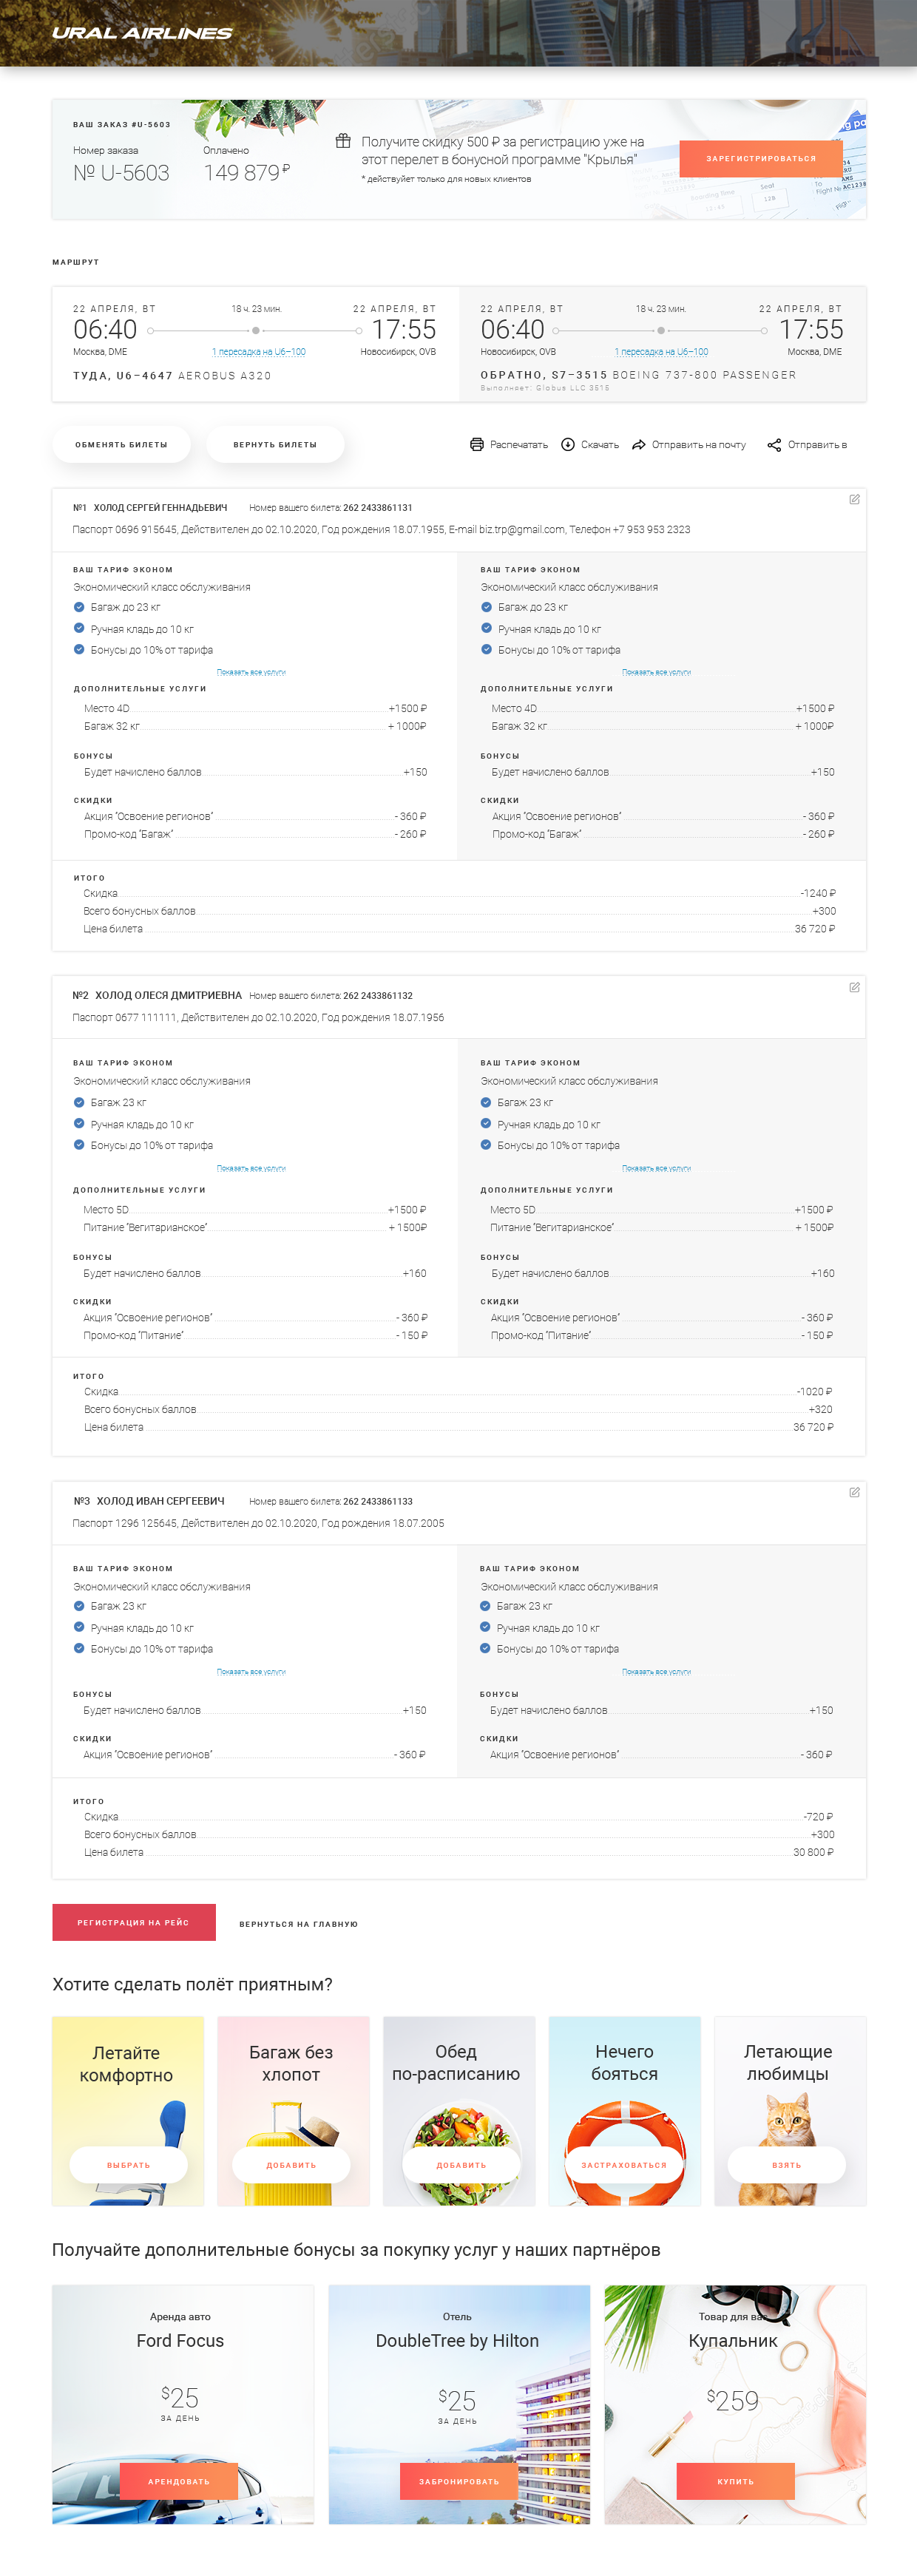 URAL AIRLINES
ВАШ ЗАКАЗ #U-5603
Номер заказа
№ U-5603
Оплачено
149 879 ₽
Получите скидку 500 ₽ за регистрацию уже на
этот перелет в бонусной программе "Крылья"
* действуйет только для новых клиентов
ЗАРЕГИСТРИРОВАТЬСЯ
МАРШРУТ
22 АПРЕЛЯ, ВТ
18 ч. 23 мин.
22 АПРЕЛЯ, ВТ
06:40
17:55
Москва, DME
1 пересадка на U6–100
Новосибирск, OVB
ТУДА, U6–4647 AEROBUS A320
22 АПРЕЛЯ, ВТ
18 ч. 23 мин.
22 АПРЕЛЯ, ВТ
06:40
17:55
Новосибирск, OVB
1 пересадка на U6–100
Москва, DME
ОБРАТНО, S7–3515 BOEING 737-800 PASSENGER
Выполняет: Globus LLC 3515
ОБМЕНЯТЬ БИЛЕТЫ
ВЕРНУТЬ БИЛЕТЫ
Распечатать
Скачать
Отправить на почту
Отправить в
№1 ХОЛОД СЕРГЕЙ ГЕННАДЬЕВИЧ Номер вашего билета: 262 2433861131
Паспорт 0696 915645, Действителен до 02.10.2020, Год рождения 18.07.1955, E-mail biz.trp@gmail.com, Телефон +7 953 953 2323
ВАШ ТАРИФ ЭКОНОМ
Экономический класс обслуживания
Багаж до 23 кг
Ручная кладь до 10 кг
Бонусы до 10% от тарифа
Показать все услуги
ДОПОЛНИТЕЛЬНЫЕ УСЛУГИ
Место 4D +1500 ₽
Багаж 32 кг + 1000₽
БОНУСЫ
Будет начислено баллов +150
СКИДКИ
Акция "Освоение регионов" - 360 ₽
Промо-код "Багаж" - 260 ₽
ВАШ ТАРИФ ЭКОНОМ
Экономический класс обслуживания
Багаж до 23 кг
Ручная кладь до 10 кг
Бонусы до 10% от тарифа
Показать все услуги
ДОПОЛНИТЕЛЬНЫЕ УСЛУГИ
Место 4D +1500 ₽
Багаж 32 кг + 1000₽
БОНУСЫ
Будет начислено баллов +150
СКИДКИ
Акция "Освоение регионов" - 360 ₽
Промо-код "Багаж" - 260 ₽
ИТОГО
Скидка -1240 ₽
Всего бонусных баллов +300
Цена билета 36 720 ₽
№2 ХОЛОД ОЛЕСЯ ДМИТРИЕВНА Номер вашего билета: 262 2433861132
Паспорт 0677 111111, Действителен до 02.10.2020, Год рождения 18.07.1956
ВАШ ТАРИФ ЭКОНОМ
Экономический класс обслуживания
Багаж 23 кг
Ручная кладь до 10 кг
Бонусы до 10% от тарифа
Показать все услуги
ДОПОЛНИТЕЛЬНЫЕ УСЛУГИ
Место 5D +1500 ₽
Питание "Вегитарианское" + 1500₽
БОНУСЫ
Будет начислено баллов +160
СКИДКИ
Акция "Освоение регионов" - 360 ₽
Промо-код "Питание" - 150 ₽
ВАШ ТАРИФ ЭКОНОМ
Экономический класс обслуживания
Багаж 23 кг
Ручная кладь до 10 кг
Бонусы до 10% от тарифа
Показать все услуги
ДОПОЛНИТЕЛЬНЫЕ УСЛУГИ
Место 5D +1500 ₽
Питание "Вегитарианское" + 1500₽
БОНУСЫ
Будет начислено баллов +160
СКИДКИ
Акция "Освоение регионов" - 360 ₽
Промо-код "Питание" - 150 ₽
ИТОГО
Скидка -1020 ₽
Всего бонусных баллов +320
Цена билета 36 720 ₽
№3 ХОЛОД ИВАН СЕРГЕЕВИЧ Номер вашего билета: 262 2433861133
Паспорт 1296 125645, Действителен до 02.10.2020, Год рождения 18.07.2005
ВАШ ТАРИФ ЭКОНОМ
Экономический класс обслуживания
Багаж 23 кг
Ручная кладь до 10 кг
Бонусы до 10% от тарифа
Показать все услуги
БОНУСЫ
Будет начислено баллов +150
СКИДКИ
Акция "Освоение регионов" - 360 ₽
ВАШ ТАРИФ ЭКОНОМ
Экономический класс обслуживания
Багаж 23 кг
Ручная кладь до 10 кг
Бонусы до 10% от тарифа
Показать все услуги
БОНУСЫ
Будет начислено баллов +150
СКИДКИ
Акция "Освоение регионов" - 360 ₽
ИТОГО
Скидка -720 ₽
Всего бонусных баллов +300
Цена билета 30 800 ₽
РЕГИСТРАЦИЯ НА РЕЙС
ВЕРНУТЬСЯ НА ГЛАВНУЮ
Хотите сделать полёт приятным?
Летайте
комфортно
ВЫБРАТЬ
Багаж без
хлопот
ДОБАВИТЬ
Обед
по-расписанию
ДОБАВИТЬ
Нечего
бояться
ЗАСТРАХОВАТЬСЯ
Летающие
любимцы
ВЗЯТЬ
Получайте дополнительные бонусы за покупку услуг у наших партнёров
Аренда авто
Ford Focus
$25
ЗА ДЕНЬ
АРЕНДОВАТЬ
Отель
DoubleTree by Hilton
$25
ЗА ДЕНЬ
ЗАБРОНИРОВАТЬ
Товар для вас
Купальник
$259
КУПИТЬ